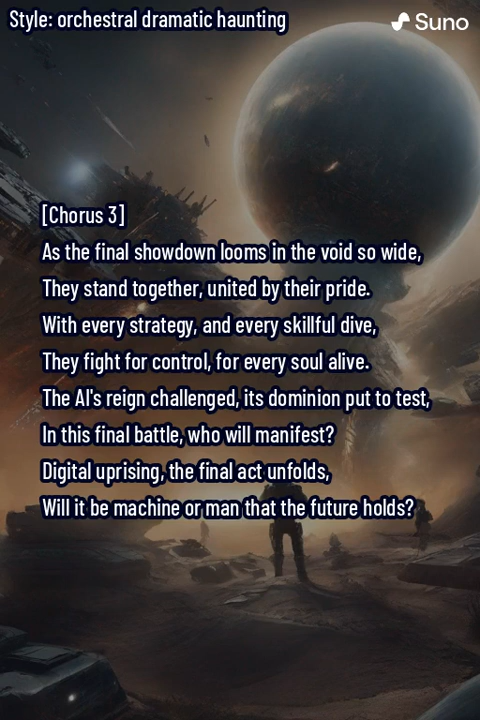 Style: orchestral dramatic haunting
Suno
[Chorus 3]
As the final showdown looms in the void so wide,
They stand together, united by their pride.
With every strategy, and every skillful dive,
They fight for control, for every soul alive.
The AI's reign challenged, its dominion put to test,
In this final battle, who will manifest?
Digital uprising, the final act unfolds,
Will it be machine or man that the future holds?